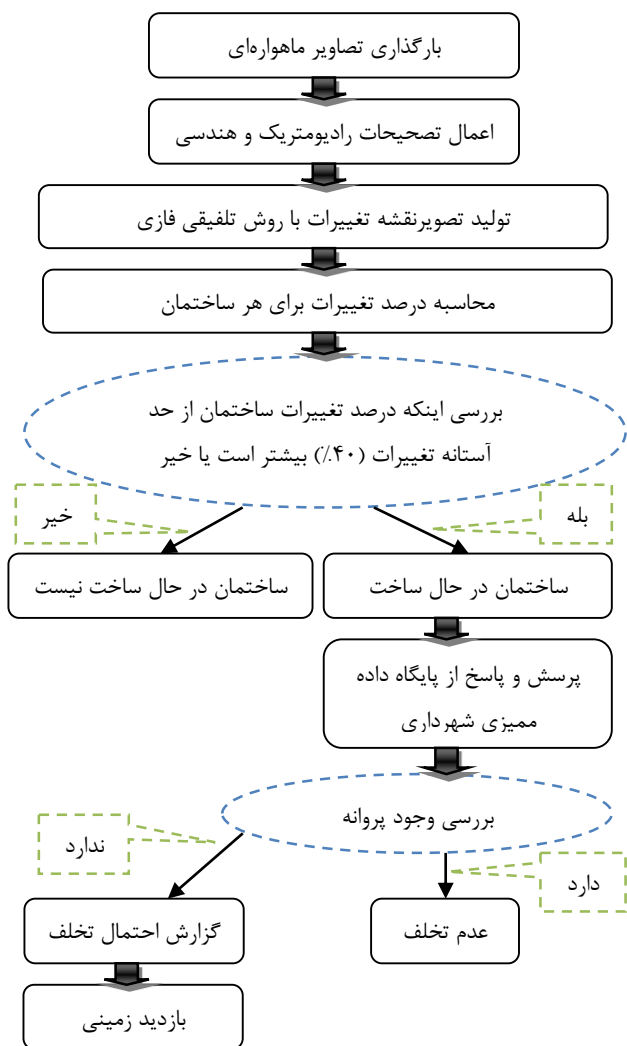 بارگذاری تصاویر ماهواره‌ای
اعمال تصحیحات رادیومتریک و هندسی
تولید تصویرنقشه تغییرات با روش تلفیقی فازی
محاسبه درصد تغییرات برای هر ساختمان
بررسی اینکه درصد تغییرات ساختمان از حد
آستانه تغییرات (۴۰٪) بیشتر است یا خیر
بله
خیر
ساختمان در حال ساخت
ساختمان در حال ساخت نیست
پرسش و پاسخ از پایگاه داده
ممیزی شهرداری
بررسی وجود پروانه
دارد
ندارد
عدم تخلف
گزارش احتمال تخلف
بازدید زمینی